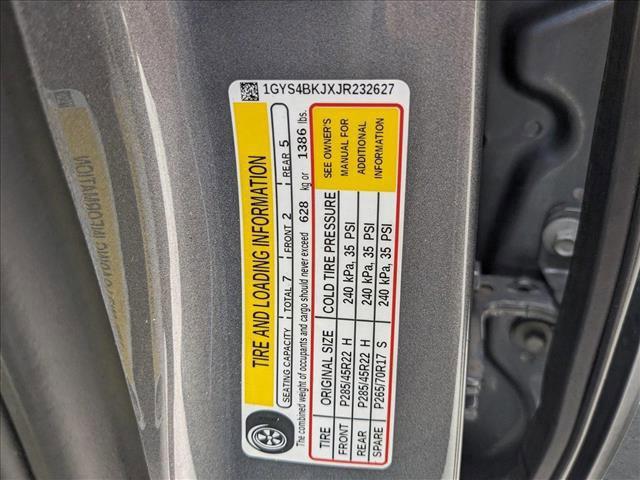 1GYS4BKJXJR232627
TIRE AND LOADING INFORMATION
SEATING CAPACITY TOTAL 7 FRONT 2 REAR 5
The combined weight of occupants and cargo should never exceed 628 kg or 1386 lbs.
TIRE ORIGINAL SIZE COLD TIRE PRESSURE SEE OWNER'S
FRONT P285/45R22 H 240 kPa, 35 PSI MANUAL FOR
REAR P285/45R22 H 240 kPa, 35 PSI ADDITIONAL
SPARE P265/70R17 S 240 kPa, 35 PSI INFORMATION